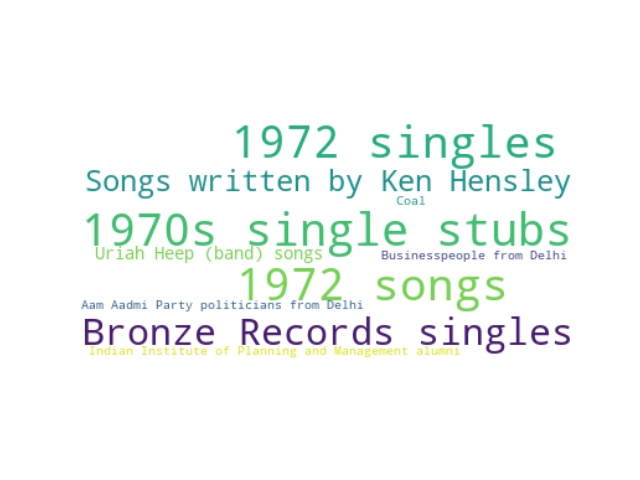 1972 singles
Songs written by Ken Hensley
Coal
1970s single stubs
Uriah Heep (band) songs
Businesspeople from Delhi
1972 songs
Aam Aadmi Party politicians from Delhi
Bronze Records singles
Indian Institute of Planning and Management alumni